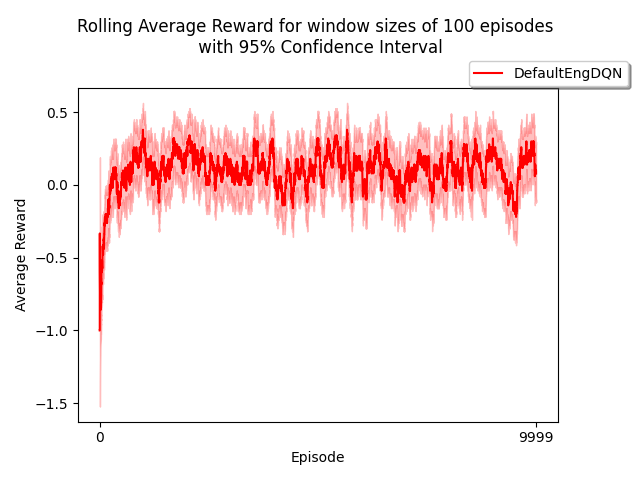 Rolling Average Reward for window sizes of 100 episodes
with 95% Confidence Interval
DefaultEngDQN
0.5
0.0
−0.5
−1.0
−1.5
Average Reward
0
9999
Episode